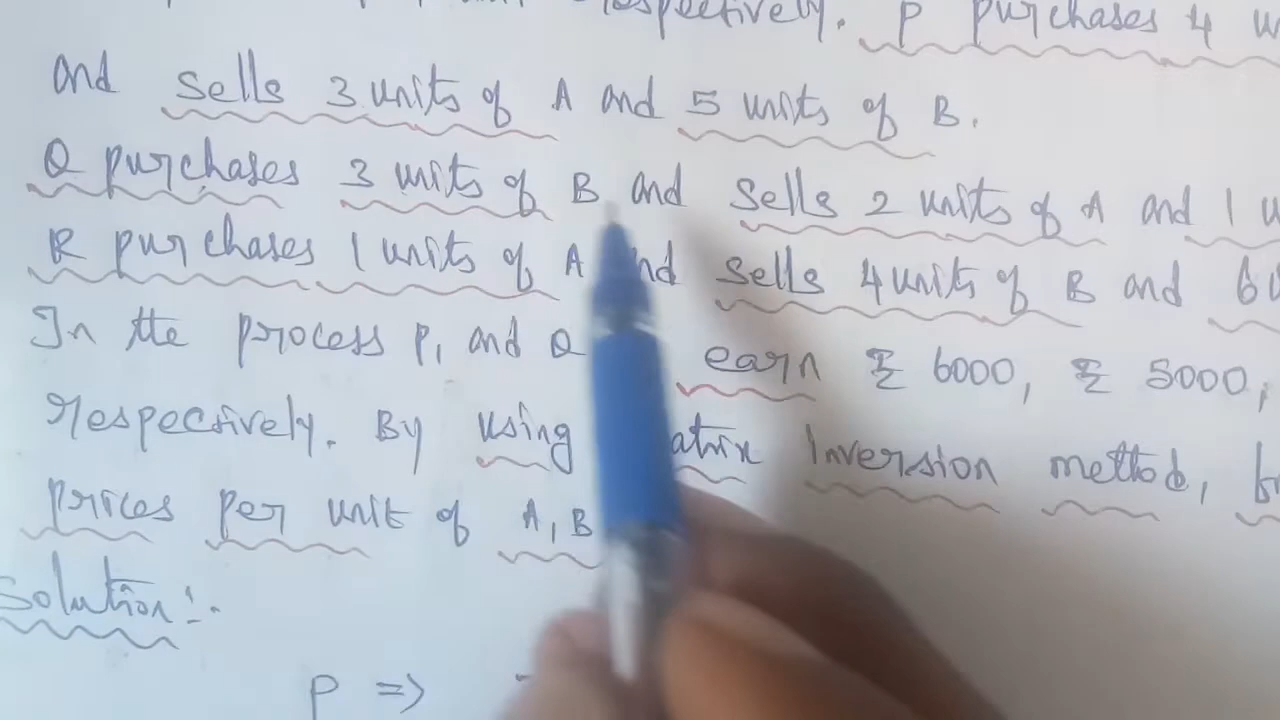 respectively. P purchases 4
and sells 3 units of A and 5 units of B.
Q purchases 3 units of B and sells 2 units of A and 1
R purchases 1 units of A and sells 4 units of B and 6
In the process P, and Q earn ₹ 6000, ₹ 5000,
respectively. By using matrix inversion method,
prices per unit of A, B
Solution:-
P =>